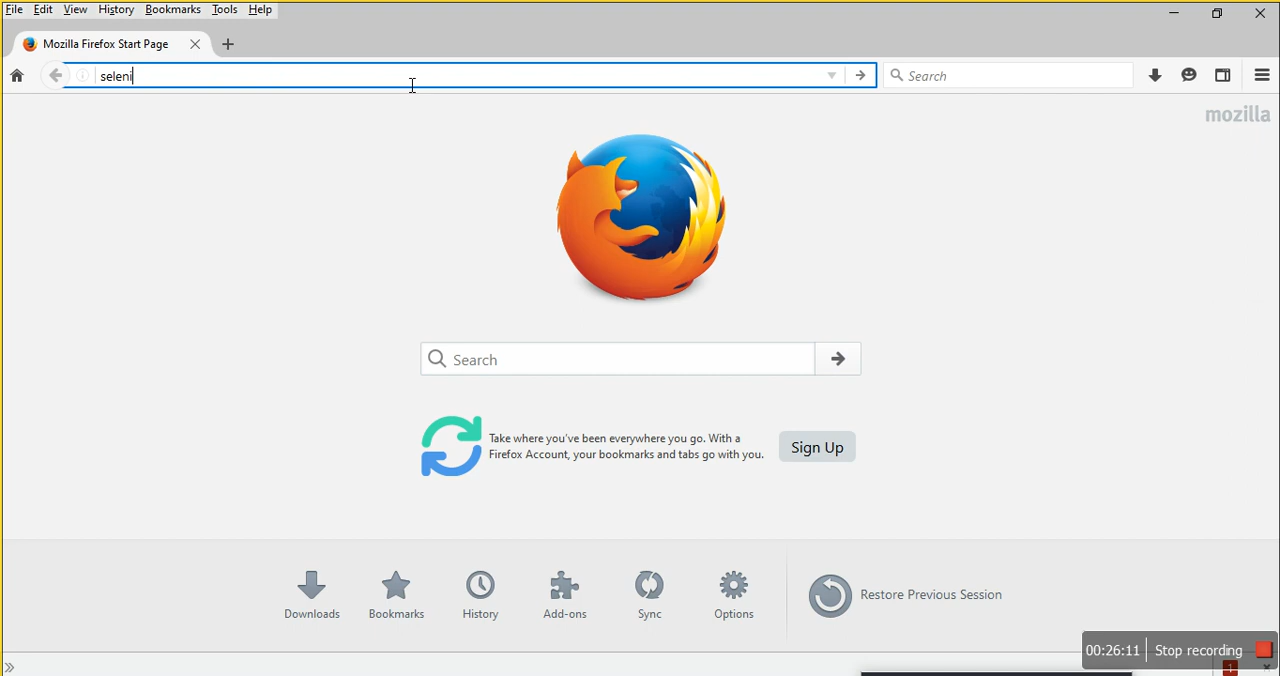 File Edit View History Bookmarks Tools Help
Mozilla Firefox Start Page
seleni
Search
mozilla
Search
Take where you've been everywhere you go. With a
Firefox Account, your bookmarks and tabs go with you.
Sign Up
Downloads Bookmarks History Add-ons Sync Options
Restore Previous Session
00:26:11 Stop recording
1